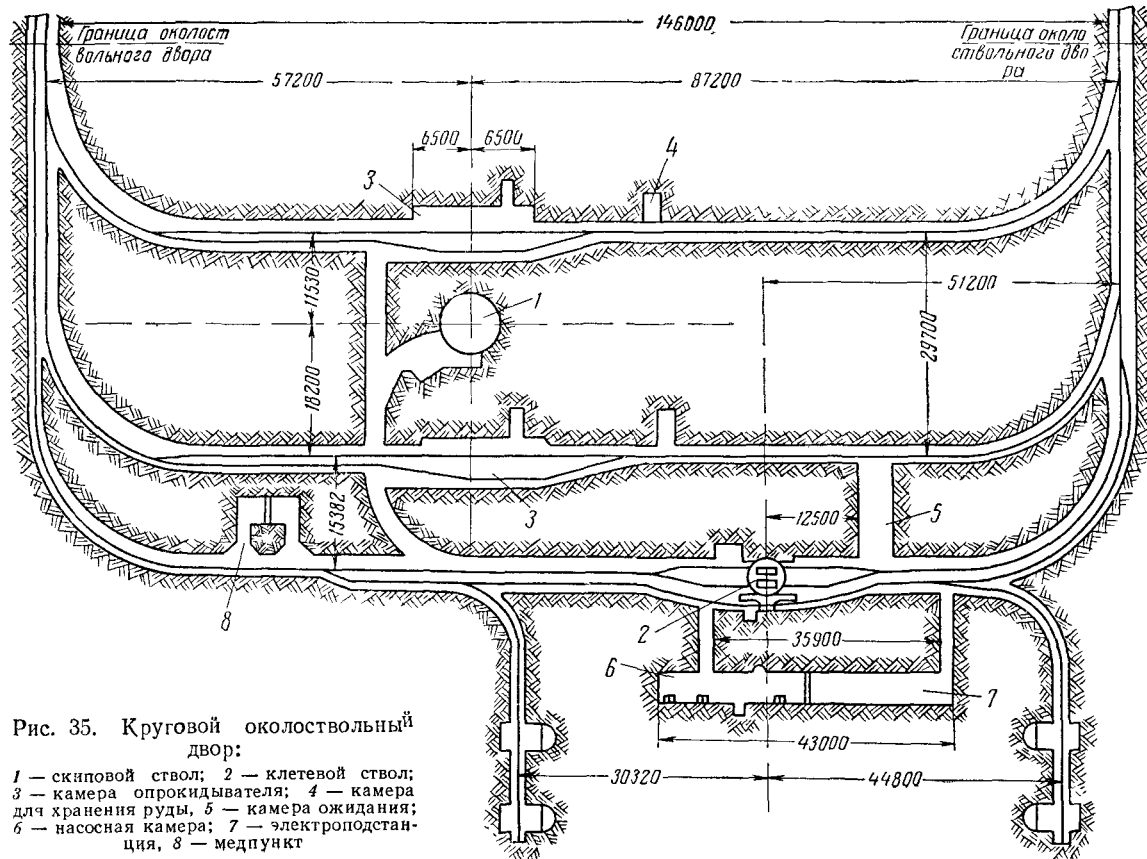 146000
Граница околост
вольного двора
Граница около
ствольного дво
ра
57200
87200
6500
6500
4
3
11530
1
51200
29700
18200
15382
3
12500
5
8
2
35900
6
7
43000
30320
44800
Рис. 35. Круговой околоствольный
двор:
1 — скиповой ствол; 2 — клетевой ствол;
3 — камера опрокидывателя; 4 — камера
для хранения руды, 5 — камера ожидания;
6 — насосная камера; 7 — электроподстан-
ция, 8 — медпункт